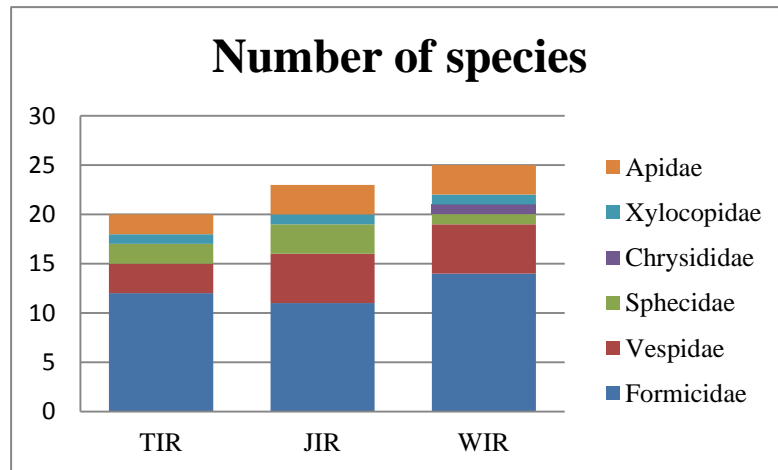 Number of species
30
25
20
15
10
5
0
TIR JIR WIR
Apidae
Xylocopidae
Chrysididae
Sphecidae
Vespidae
Formicidae